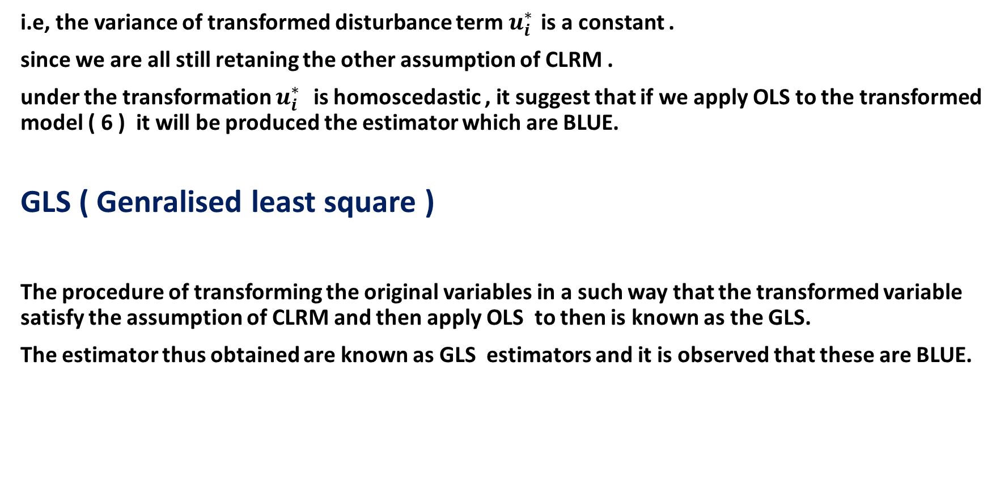 i.e, the variance of transformed disturbance term u_i^* is a constant .
since we are all still retaning the other assumption of CLRM .
under the transformation u_i^* is homoscedastic , it suggest that if we apply OLS to the transformed
model ( 6 ) it will be produced the estimator which are BLUE.
GLS ( Genralised least square )
The procedure of transforming the original variables in a such way that the transformed variable
satisfy the assumption of CLRM and then apply OLS to then is known as the GLS.
The estimator thus obtained are known as GLS estimators and it is observed that these are BLUE.